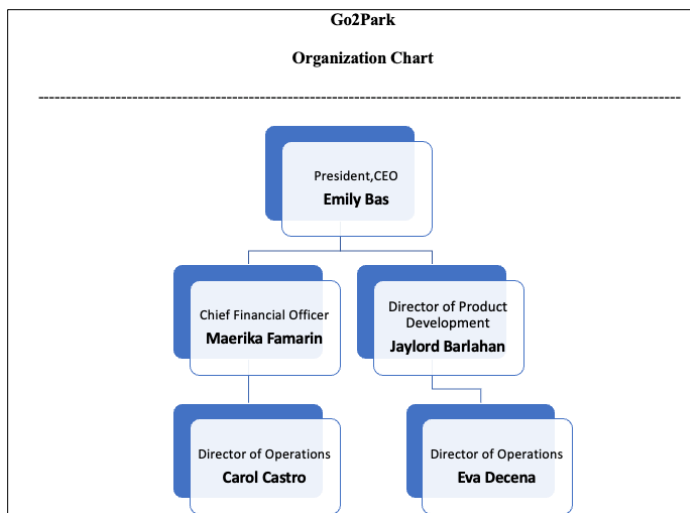 Go2Park
Organization Chart
--------------------------------------------------------------------------------------------------------------
President,CEO
Emily Bas
Chief Financial Officer
Maerika Famarin
Director of Product
Development
Jaylord Barlahan
Director of Operations
Carol Castro
Director of Operations
Eva Decena